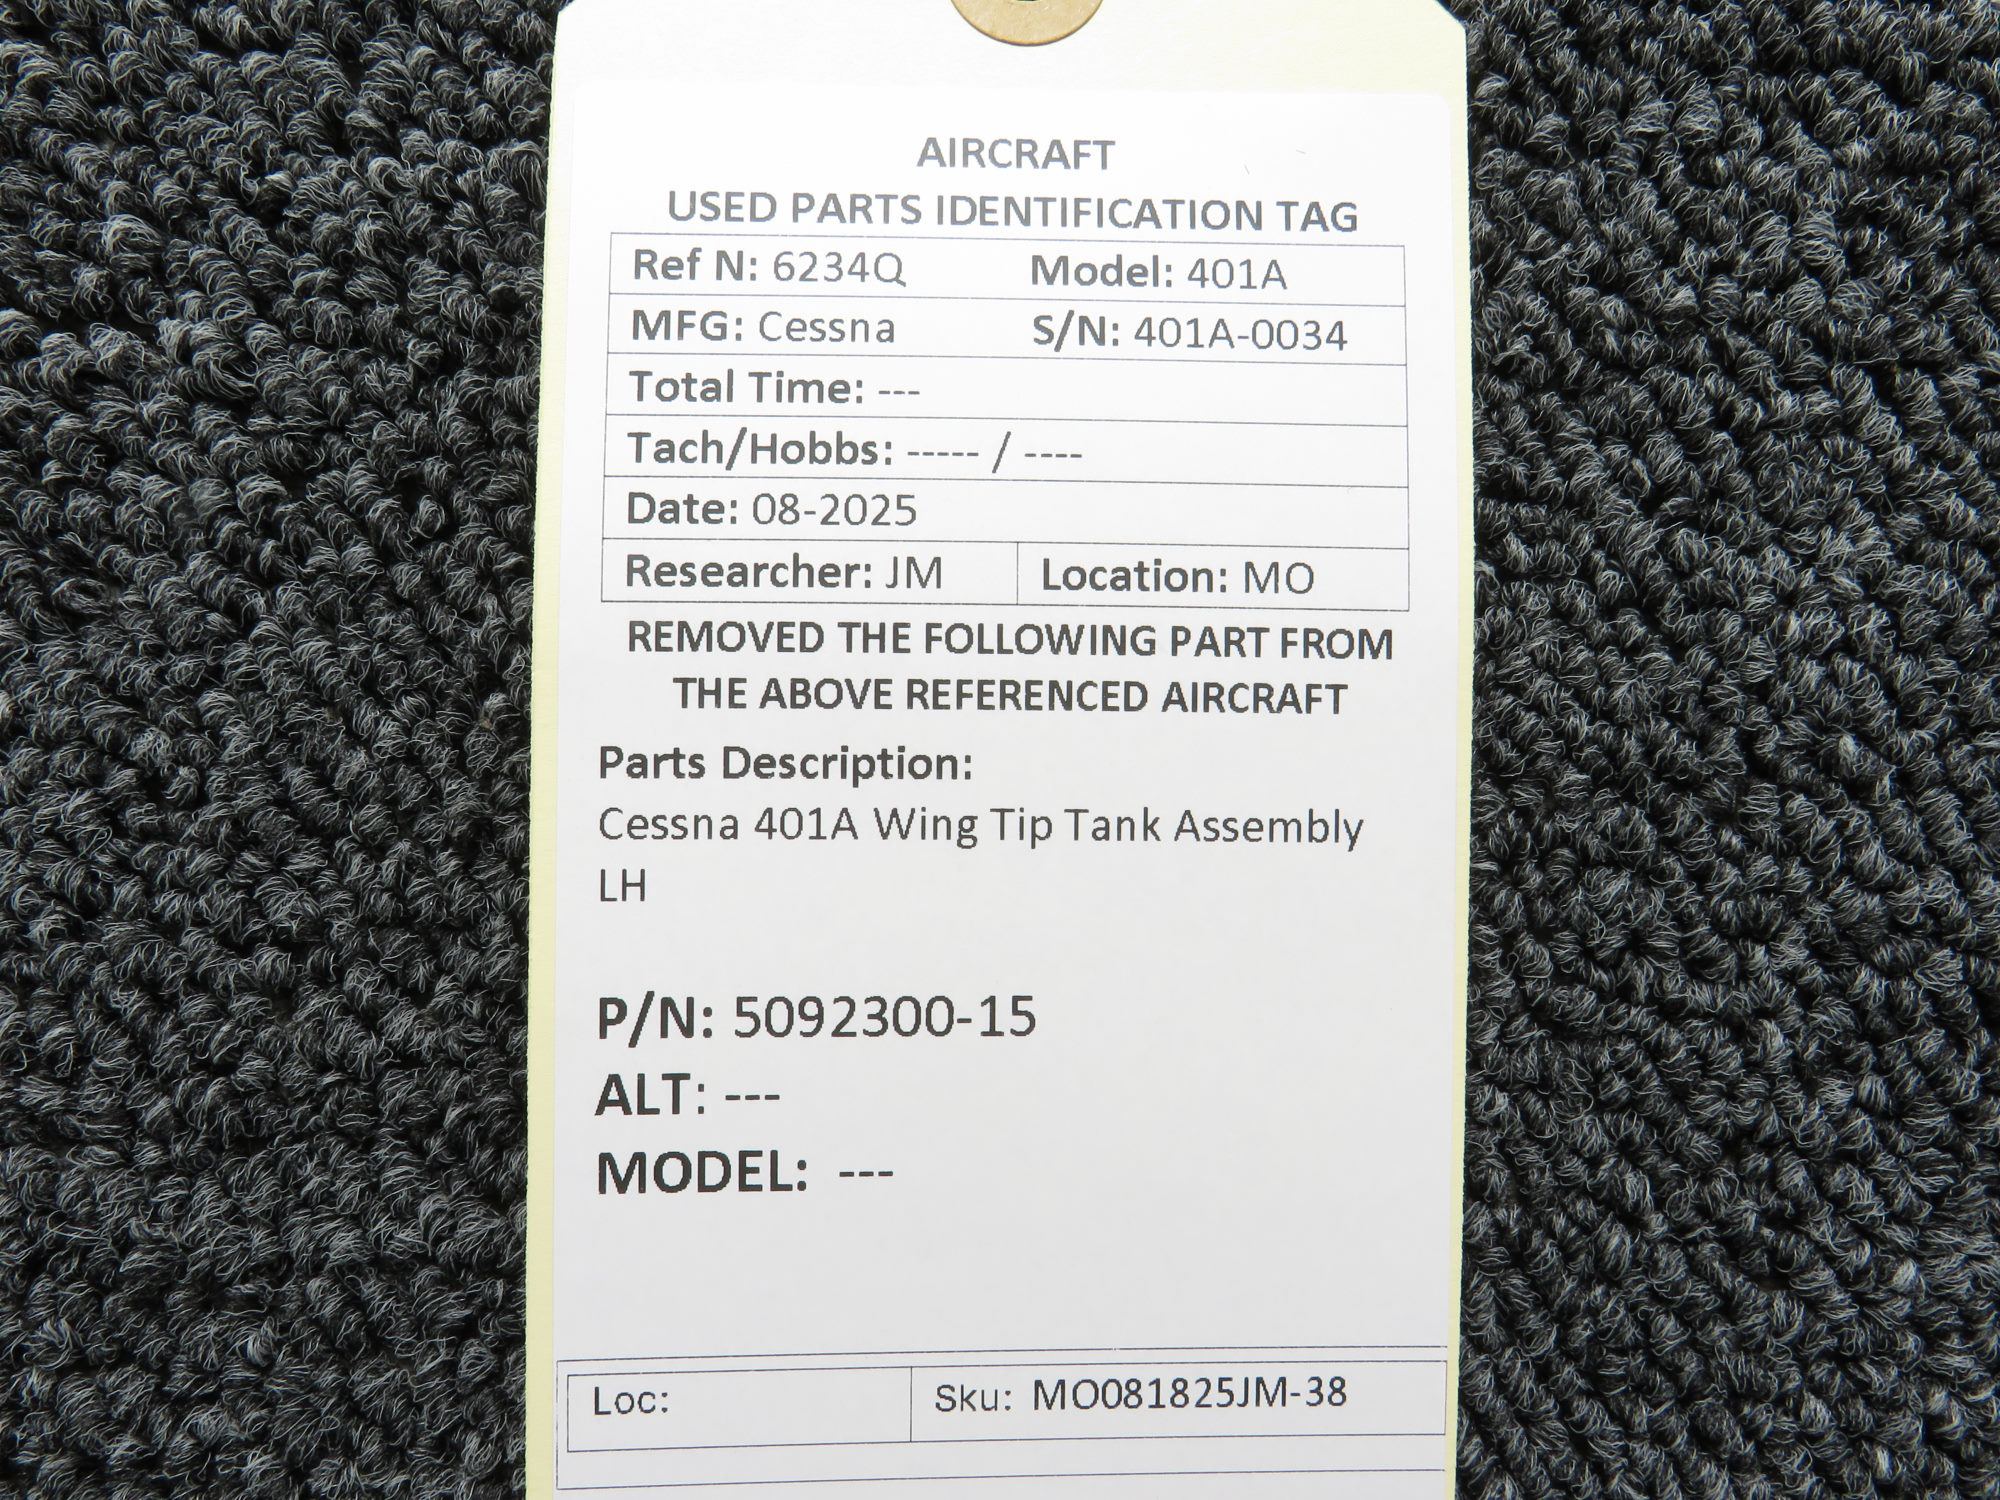 AIRCRAFT
USED PARTS IDENTIFICATION TAG
Ref N: 6234Q Model: 401A
MFG: Cessna S/N: 401A-0034
Total Time: ---
Tach/Hobbs: ----- / ----
Date: 08-2025
Researcher: JM Location: MO
REMOVED THE FOLLOWING PART FROM
THE ABOVE REFERENCED AIRCRAFT
Parts Description:
Cessna 401A Wing Tip Tank Assembly
LH
P/N: 5092300-15
ALT: ---
MODEL: ---
Loc: Sku: MO081825JM-38